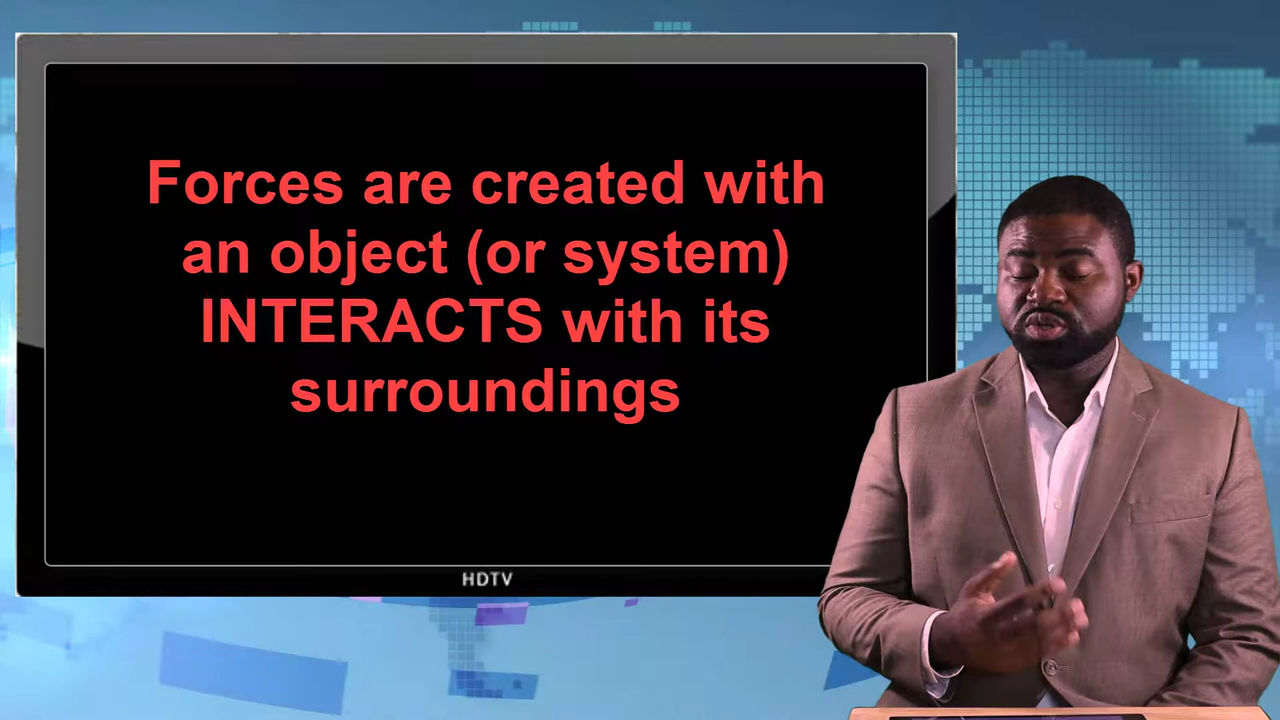 Forces are created with
an object (or system)
INTERACTS with its
surroundings
HDTV